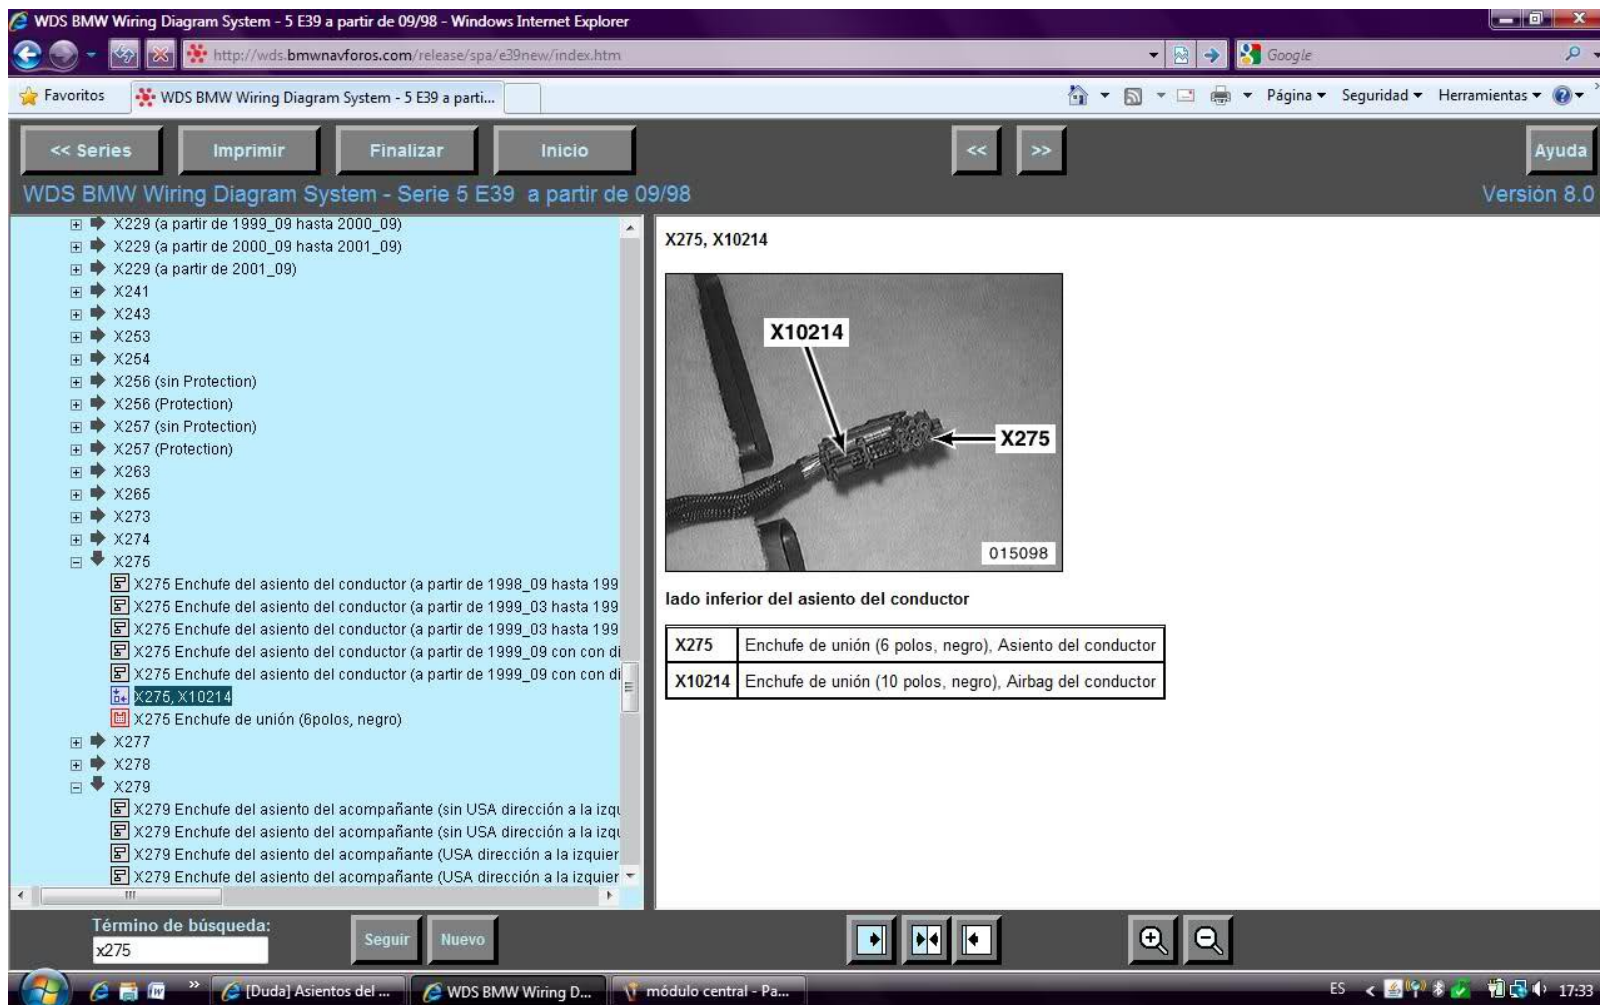 WDS BMW Wiring Diagram System - 5 E39 a partir de 09/98 - Windows Internet Explorer
http://wds.bmwnavforos.com/release/spa/e39new/index.htm
Google
Favoritos
WDS BMW Wiring Diagram System - 5 E39 a parti...
Página
Seguridad
Herramientas
<< Series
Imprimir
Finalizar
Inicio
<<
>>
Ayuda
WDS BMW Wiring Diagram System - Serie 5 E39 a partir de 09/98
Versión 8.0
X229 (a partir de 1999_09 hasta 2000_09)
X229 (a partir de 2000_09 hasta 2001_09)
X229 (a partir de 2001_09)
X241
X243
X253
X254
X256 (sin Protection)
X256 (Protection)
X257 (sin Protection)
X257 (Protection)
X263
X265
X273
X274
X275
X275 Enchufe del asiento del conductor (a partir de 1998_09 hasta 199
X275 Enchufe del asiento del conductor (a partir de 1999_03 hasta 199
X275 Enchufe del asiento del conductor (a partir de 1999_03 hasta 199
X275 Enchufe del asiento del conductor (a partir de 1999_09 con con di
X275 Enchufe del asiento del conductor (a partir de 1999_09 con con di
X275, X10214
X275 Enchufe de unión (6polos, negro)
X277
X278
X279
X279 Enchufe del asiento del acompañante (sin USA dirección a la izqu
X279 Enchufe del asiento del acompañante (sin USA dirección a la izqu
X279 Enchufe del asiento del acompañante (USA dirección a la izquier
X279 Enchufe del asiento del acompañante (USA dirección a la izquier
X275, X10214
X10214
X275
015098
lado inferior del asiento del conductor
X275 Enchufe de unión (6 polos, negro), Asiento del conductor
X10214 Enchufe de unión (10 polos, negro), Airbag del conductor
Término de búsqueda:
x275
Seguir
Nuevo
[Duda] Asientos del ...
WDS BMW Wiring D...
módulo central - Pa...
ES
17:33